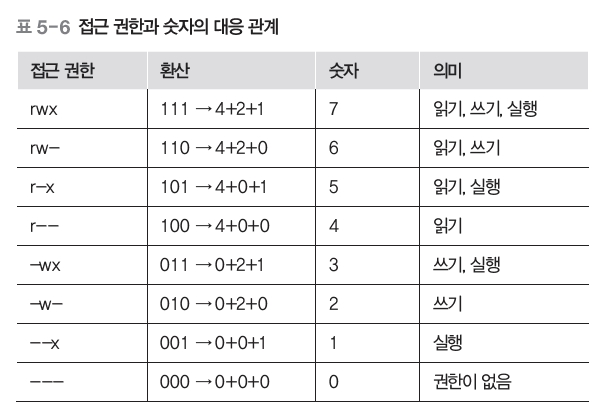 표 5-6 접근 권한과 숫자의 대응 관계
접근 권한 환산 숫자 의미
rwx 111 → 4+2+1 7 읽기, 쓰기, 실행
rw- 110 → 4+2+0 6 읽기, 쓰기
r-x 101 → 4+0+1 5 읽기, 실행
r-- 100 → 4+0+0 4 읽기
-wx 011 → 0+2+1 3 쓰기, 실행
-w- 010 → 0+2+0 2 쓰기
--x 001 → 0+0+1 1 실행
--- 000 → 0+0+0 0 권한이 없음